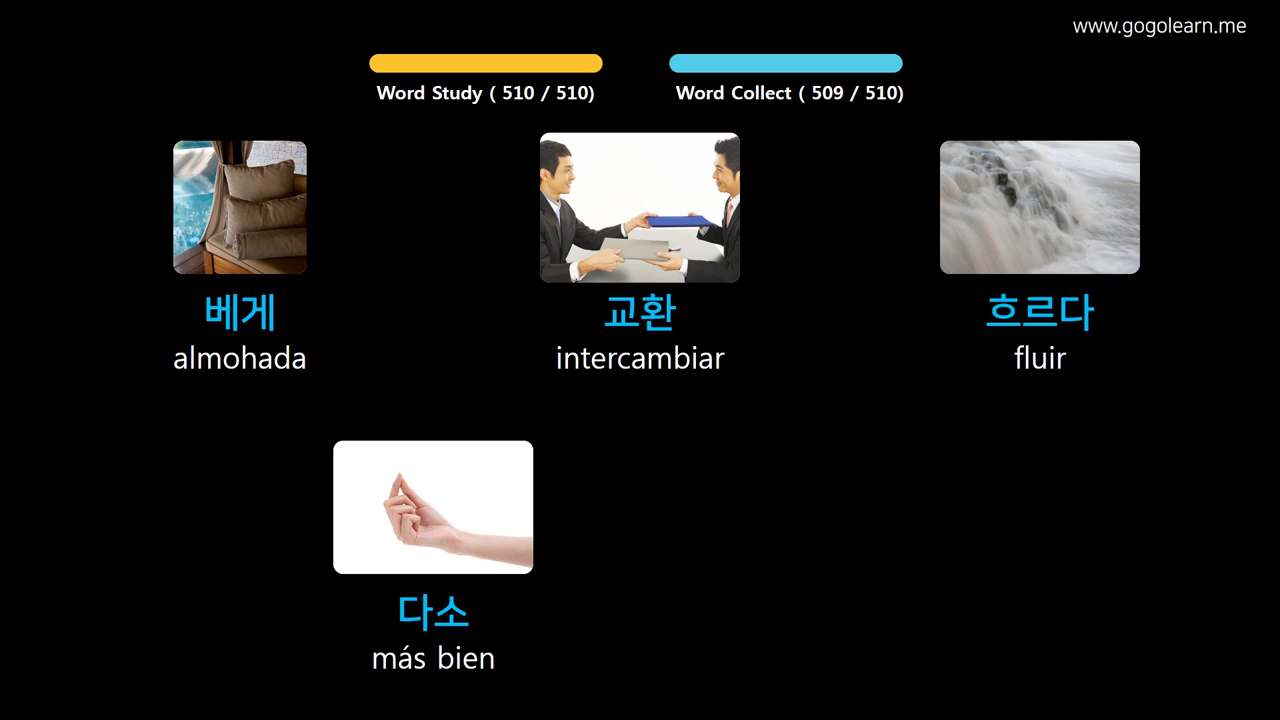 www.gogolearn.me
Word Study ( 510 / 510)
Word Collect ( 509 / 510)
베게
almohada
교환
intercambiar
흐르다
fluir
다소
más bien